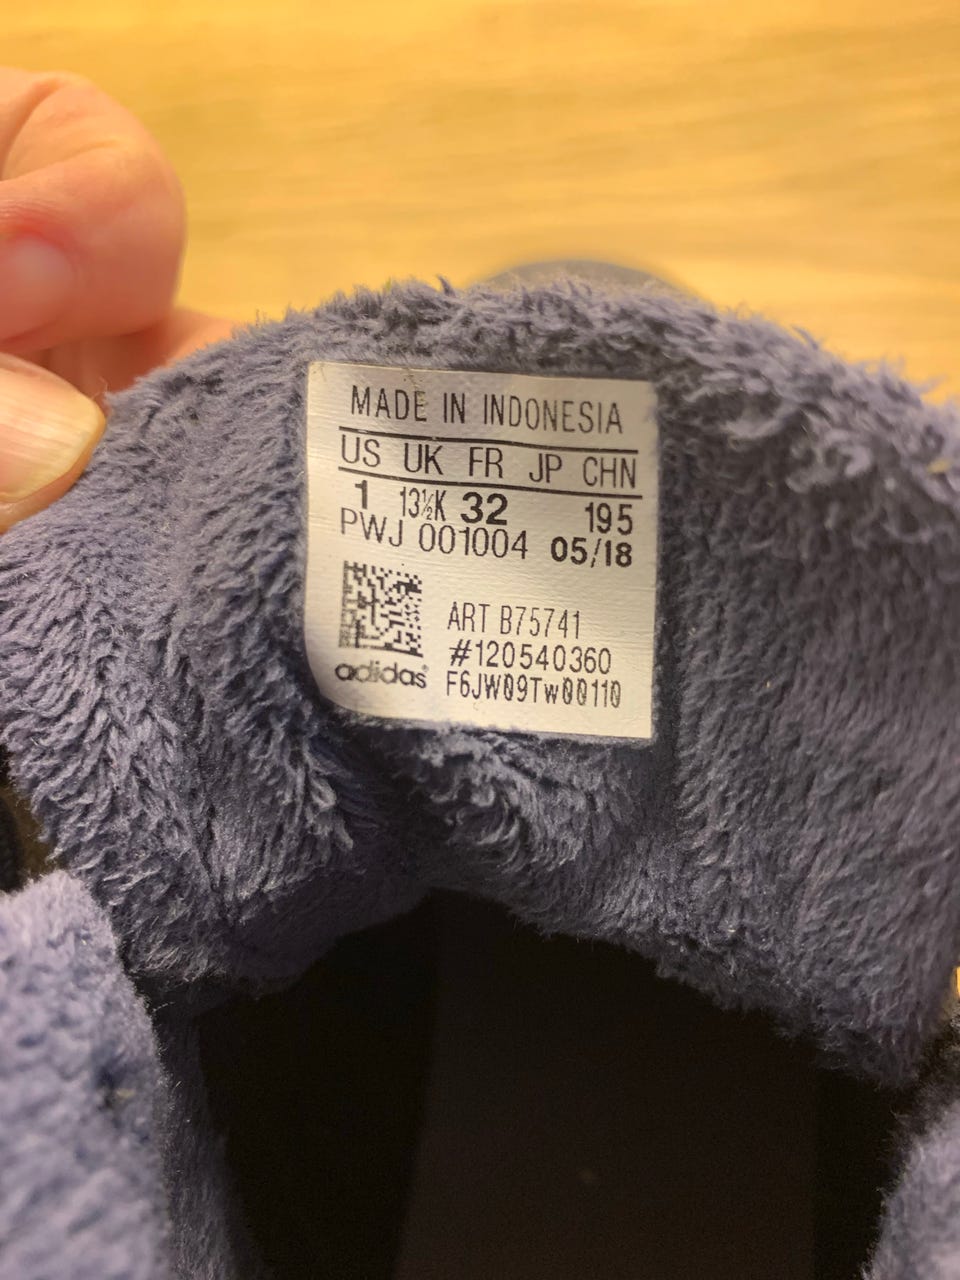 MADE IN INDONESIA
US UK FR JP CHN
1 13½K 32 195
PWJ 001004 05/18
ART B75741
#120540360
adidas® F6JW09Tw00110